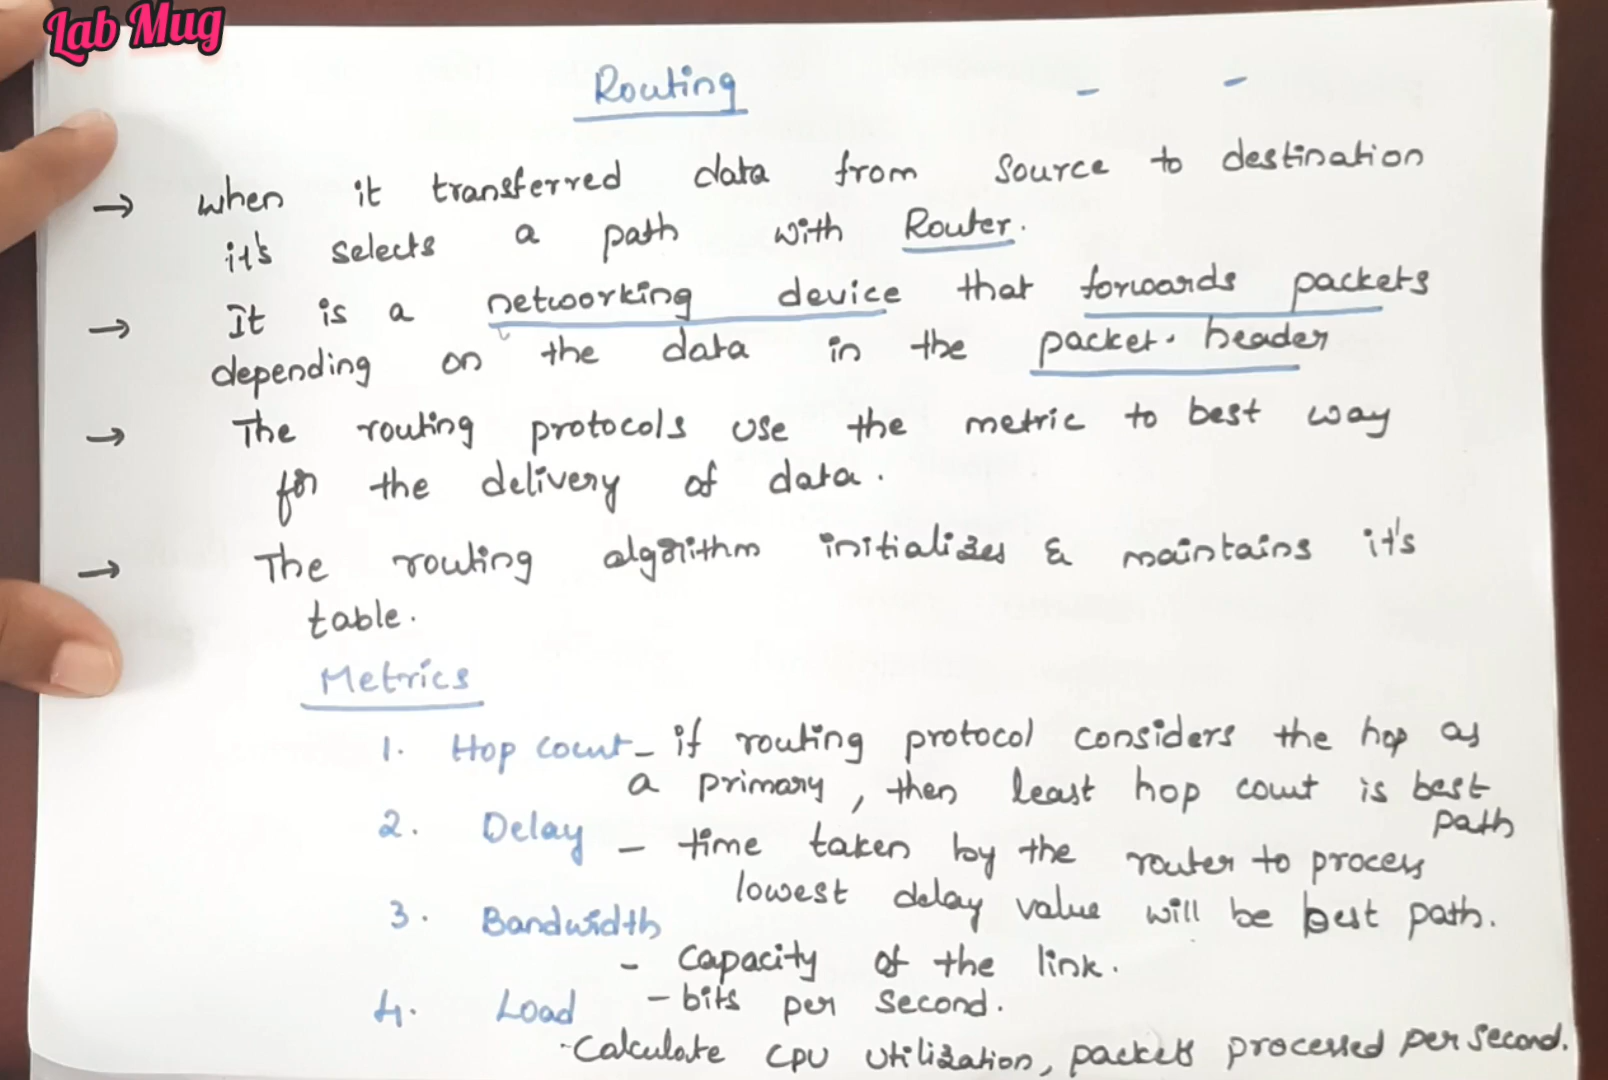 Lab Mug
Routing
→ when it transferred data from source to destination
it's selects a path with Router.
→ It is a networking device that forwards packets
depending on the data in the packet. header
→ The routing protocols use the metric to best way
for the delivery of data.
→ The routing algorithm initializes & maintains it's
table.
Metrics
1. Hop count - if routing protocol considers the hop as
a primary, then least hop count is best
path
2. Delay - time taken by the router to process
lowest delay value will be best path.
3. Bandwidth
- Capacity of the link.
- bits per second.
4. Load
- Calculate CPU utilization, packets processed per second.